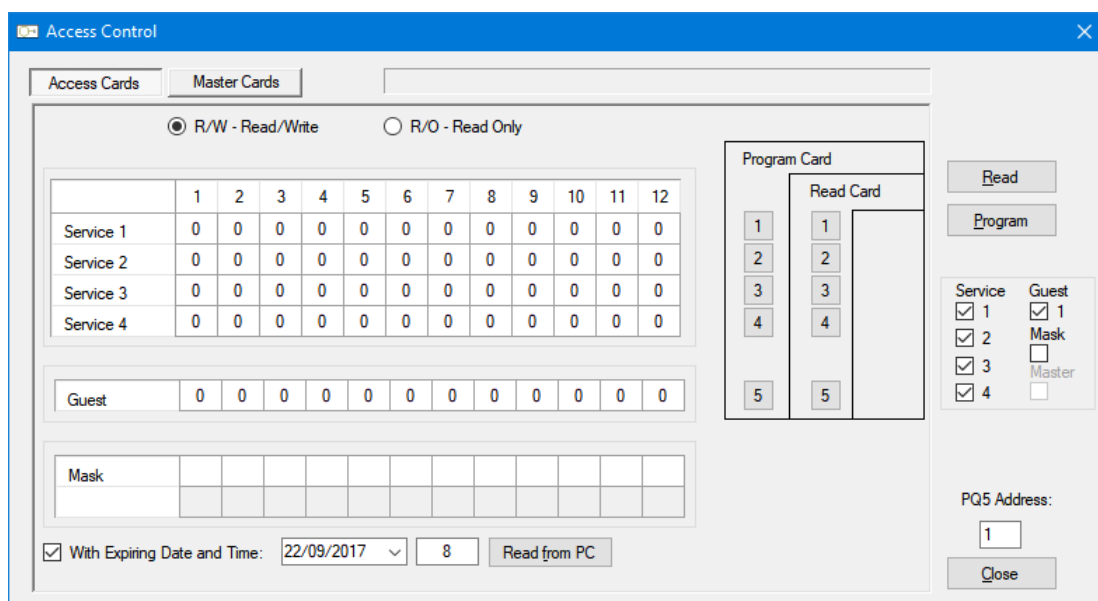 Access Control
Access Cards Master Cards
R/W - Read/Write R/O - Read Only
1 2 3 4 5 6 7 8 9 10 11 12
Service 1 0 0 0 0 0 0 0 0 0 0 0 0
Service 2 0 0 0 0 0 0 0 0 0 0 0 0
Service 3 0 0 0 0 0 0 0 0 0 0 0 0
Service 4 0 0 0 0 0 0 0 0 0 0 0 0
Guest 0 0 0 0 0 0 0 0 0 0 0 0
Mask
With Expiring Date and Time: 22/09/2017 8 Read from PC
Program Card
Read Card
1 1
2 2
3 3
4 4
5 5
Read
Program
Service Guest
1 1
2 Mask
3 Master
4
PQ5 Address:
1
Close